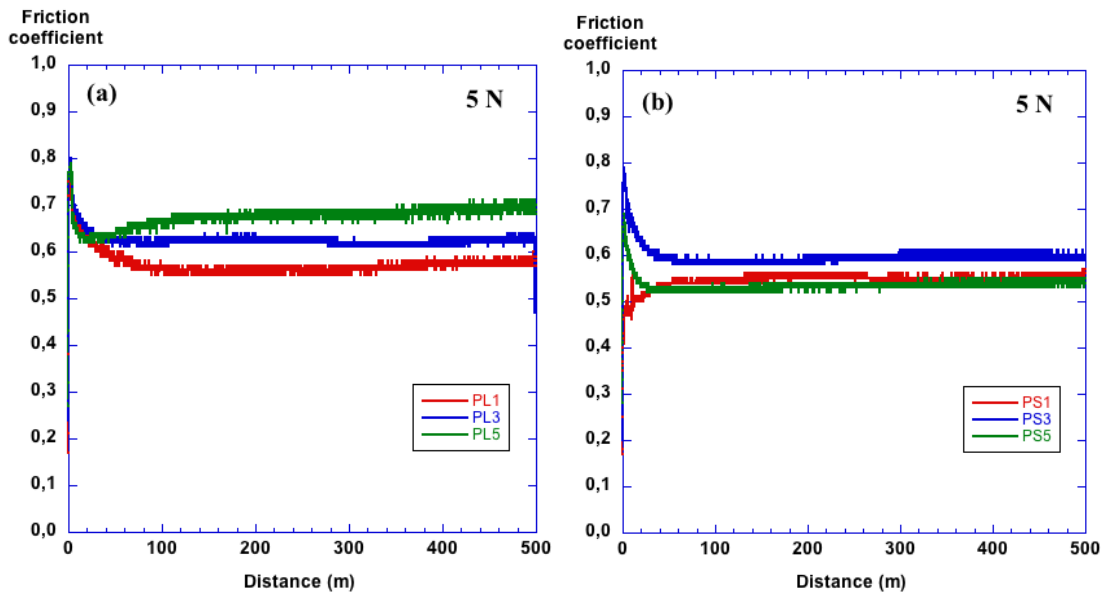 Friction
coefficient
1,0
0,9
0,8
0,7
0,6
0,5
0,4
0,3
0,2
0,1
0,0
(a)
5 N
PL1
PL3
PL5
0 100 200 300 400 500
Distance (m)
Friction
coefficient
1,0
0,9
0,8
0,7
0,6
0,5
0,4
0,3
0,2
0,1
0,0
(b)
5 N
PS1
PS3
PS5
0 100 200 300 400 500
Distance (m)